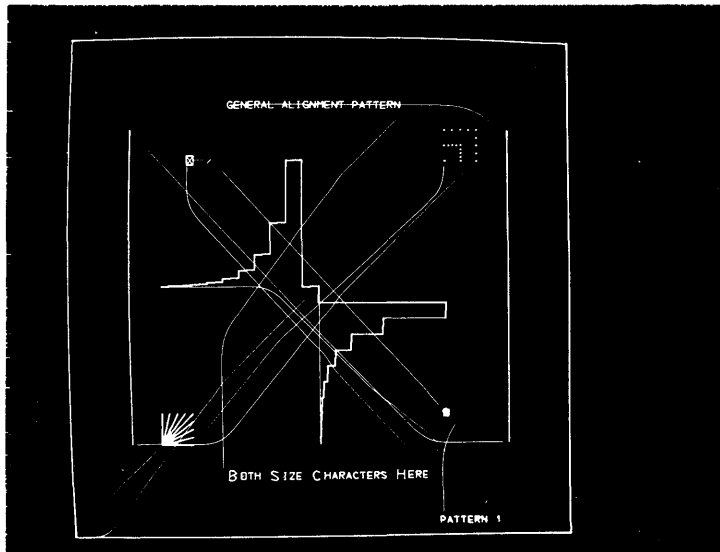 GENERAL ALIGNMENT PATTERN
BOTH SIZE CHARACTERS HERE
PATTERN 1